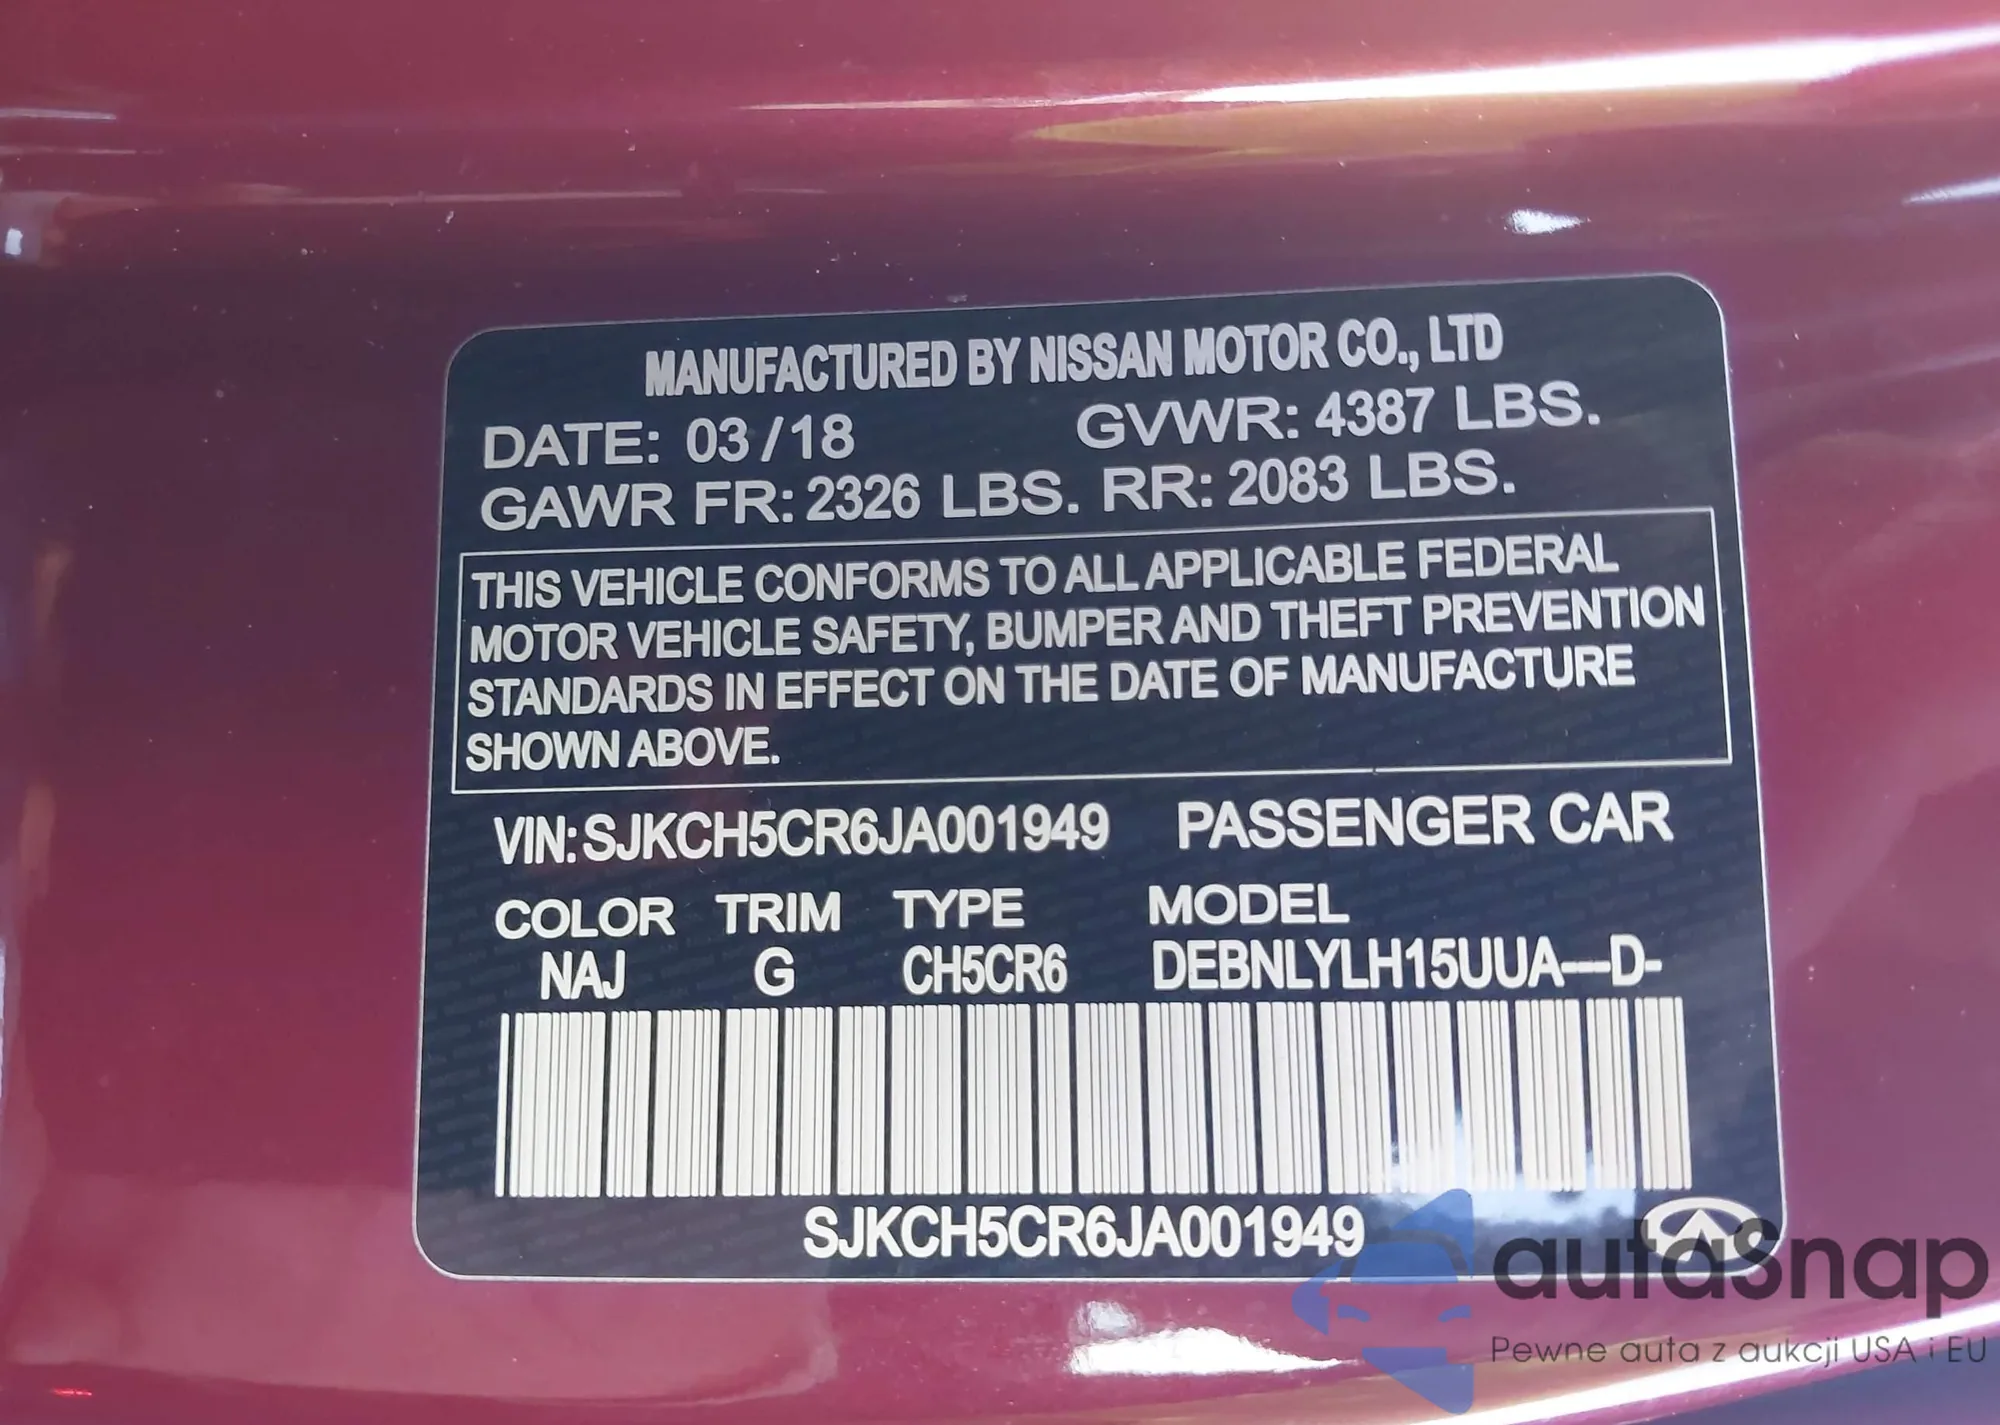 MANUFACTURED BY NISSAN MOTOR CO., LTD
DATE: 03/18 GVWR: 4387 LBS.
GAWR FR: 2326 LBS. RR: 2083 LBS.
THIS VEHICLE CONFORMS TO ALL APPLICABLE FEDERAL
MOTOR VEHICLE SAFETY, BUMPER AND THEFT PREVENTION
STANDARDS IN EFFECT ON THE DATE OF MANUFACTURE
SHOWN ABOVE.
VIN: SJKCH5CR6JA001949 PASSENGER CAR
COLOR TRIM TYPE MODEL
NAJ G CH5CR6 DEBNLYLH15UUA---D-
SJKCH5CR6JA001949
autaSnap
Pewne auta z aukcji USA i EU